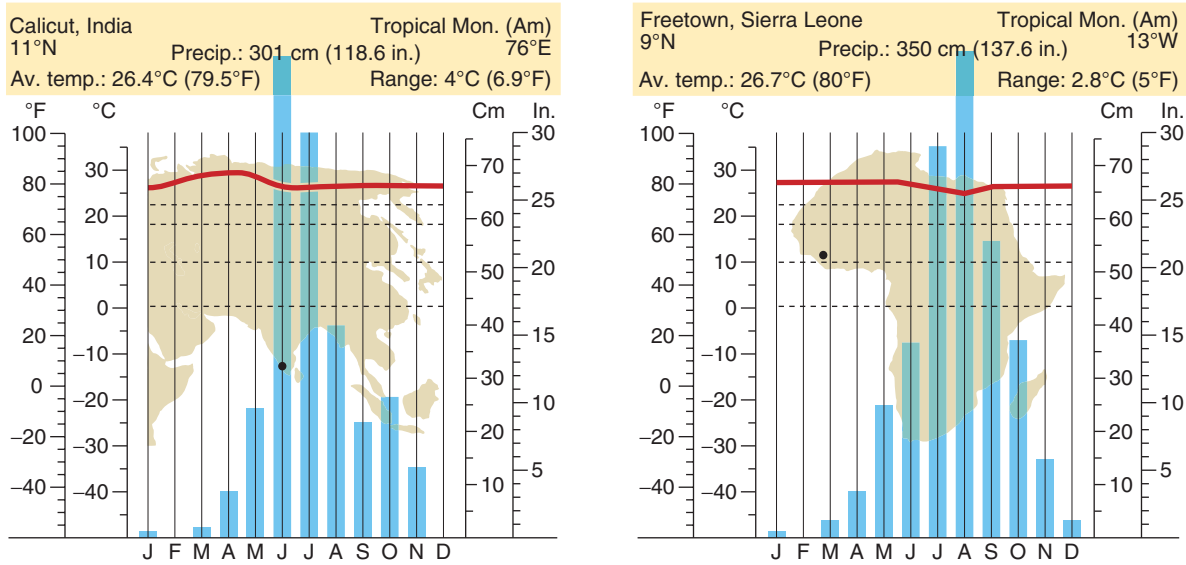 Calicut, India Tropical Mon. (Am)
11°N 76°E
Precip.: 301 cm (118.6 in.)
Av. temp.: 26.4°C (79.5°F) Range: 4°C (6.9°F)
°F °C Cm In.
100 30
30 70
80 25
20 60
60
10 50 20
40
0 40
20 15
–10
0 30
–20 10
–20 20
–30
5
–40 –40 10
J F M A M J J A S O N D
Freetown, Sierra Leone Tropical Mon. (Am)
9°N 13°W
Precip.: 350 cm (137.6 in.)
Av. temp.: 26.7°C (80°F) Range: 2.8°C (5°F)
°F °C Cm In.
100 30
30 70
80 25
20 60
60
10 50 20
40
0 40
20 15
–10
0 30
–20 10
–20 20
–30
5
–40 –40 10
J F M A M J J A S O N D